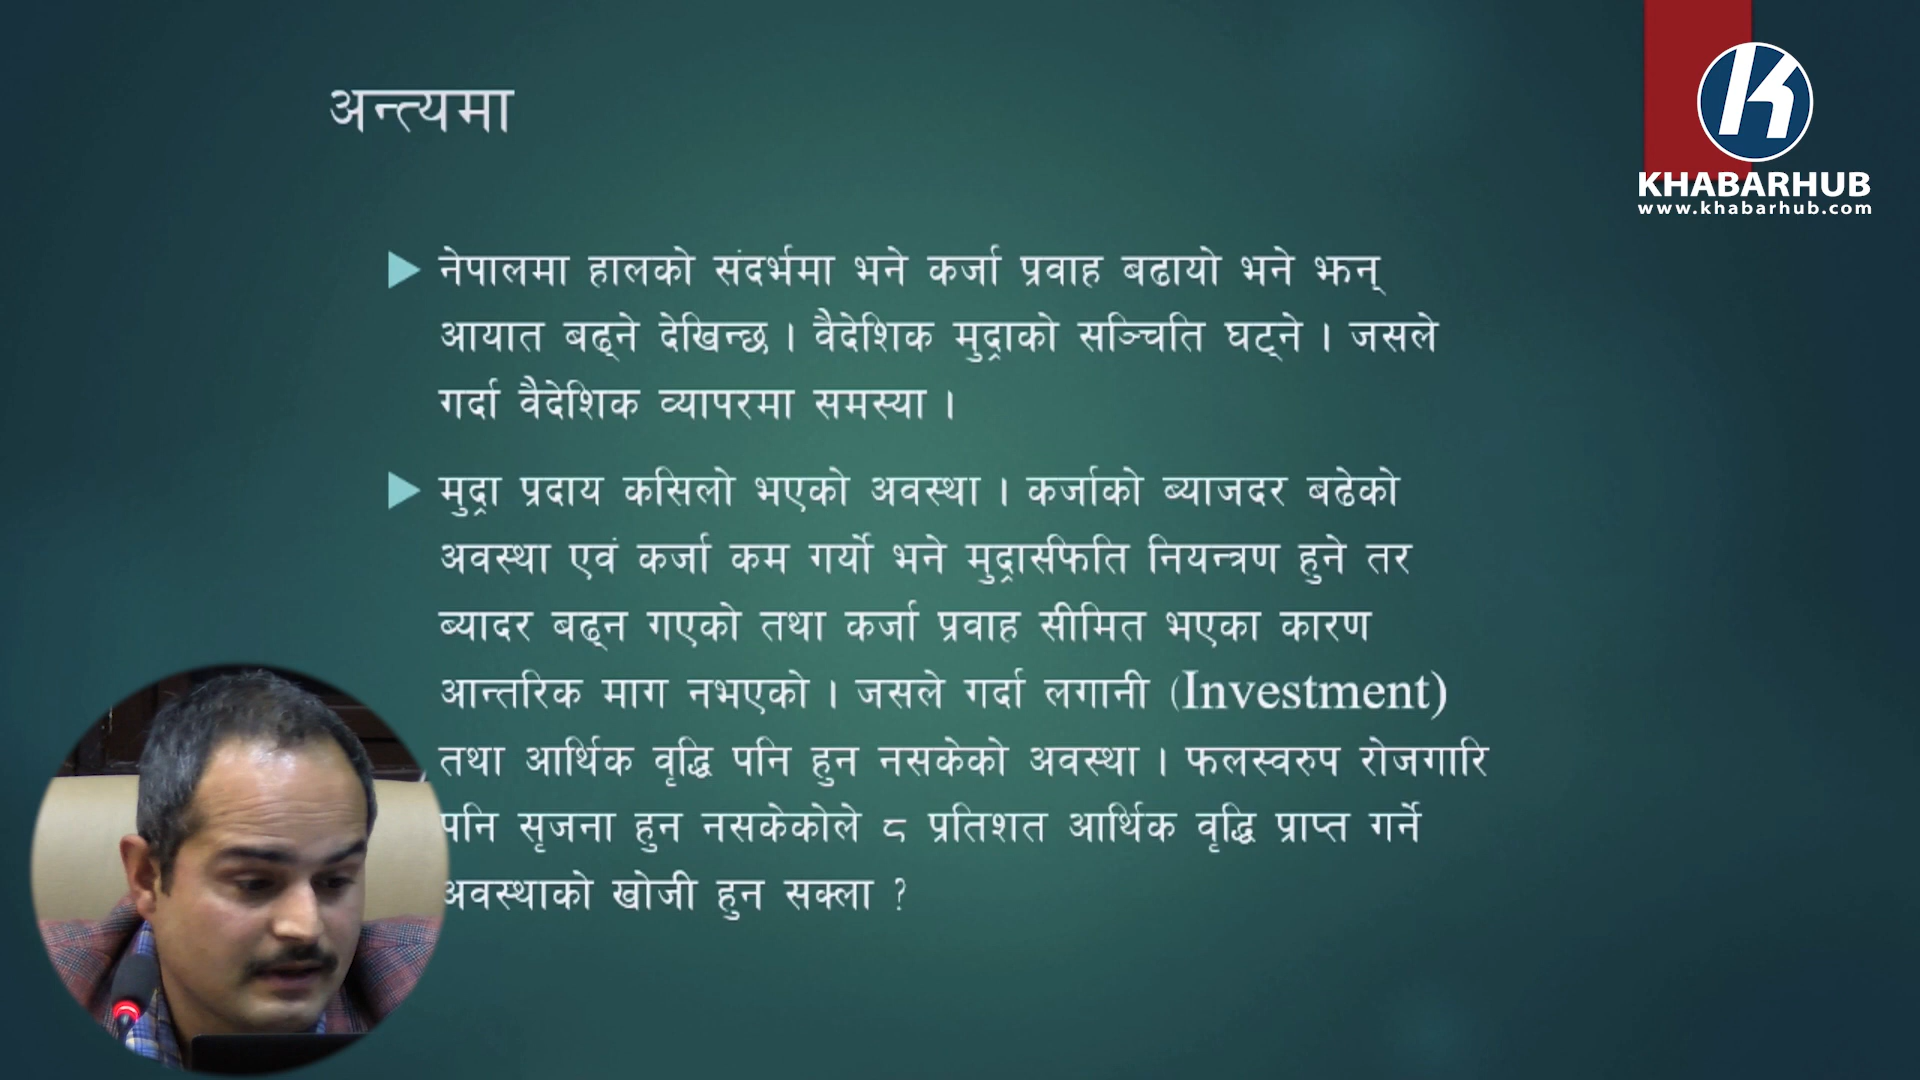 अन्त्यमा
KHABARHUB
www.khabarhub.com
नेपालमा हालको संदर्भमा भने कर्जा प्रवाह बढायो भने झन्
आयात बढ्ने देखिन्छ । वैदेशिक मुद्राको सञ्चिति घट्ने । जसले
गर्दा वैदेशिक व्यापरमा समस्या ।
मुद्रा प्रदाय कसिलो भएको अवस्था । कर्जाको ब्याजदर बढेको
अवस्था एवं कर्जा कम गर्यो भने मुद्रार्सफिति नियन्त्रण हुने तर
ब्यादर बढ्न गएको तथा कर्जा प्रवाह सीमित भएका कारण
आन्तरिक माग नभएको । जसले गर्दा लगानी (Investment)
तथा आर्थिक वृद्धि पनि हुन नसकेको अवस्था । फलस्वरुप रोजगारि
पनि सृजना हुन नसकेकोले ८ प्रतिशत आर्थिक वृद्धि प्राप्त गर्ने
अवस्थाको खोजी हुन सक्ला ?